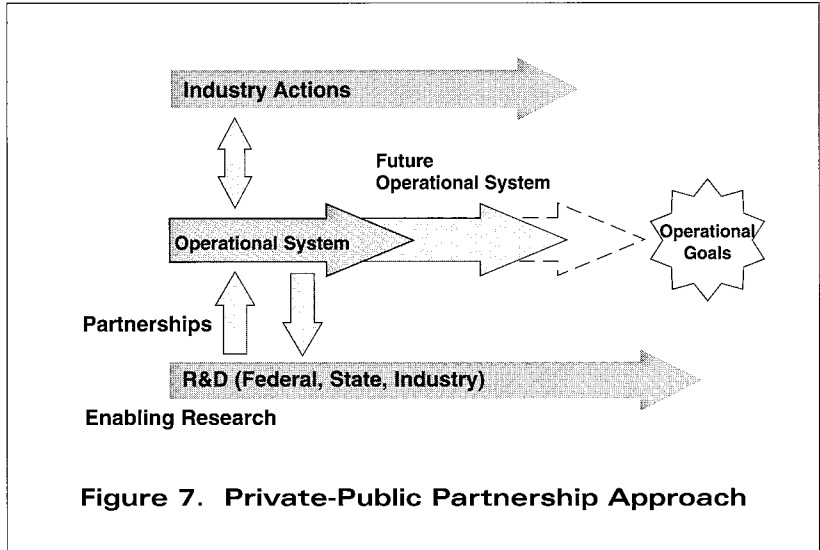 Industry Actions
Future
Operational System
Operational System
Operational
Goals
Partnerships
R&D (Federal, State, Industry)
Enabling Research
Figure 7. Private-Public Partnership Approach